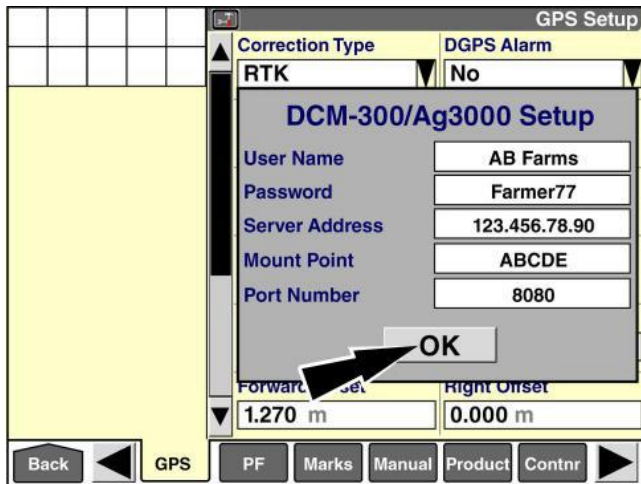 GPS Setup
Correction Type DGPS Alarm
RTK No
DCM-300/Ag3000 Setup
User Name AB Farms
Password Farmer77
Server Address 123.456.78.90
Mount Point ABCDE
Port Number 8080
OK
Right Offset
1.270 m 0.000 m
Back GPS PF Marks Manual Product Contnr